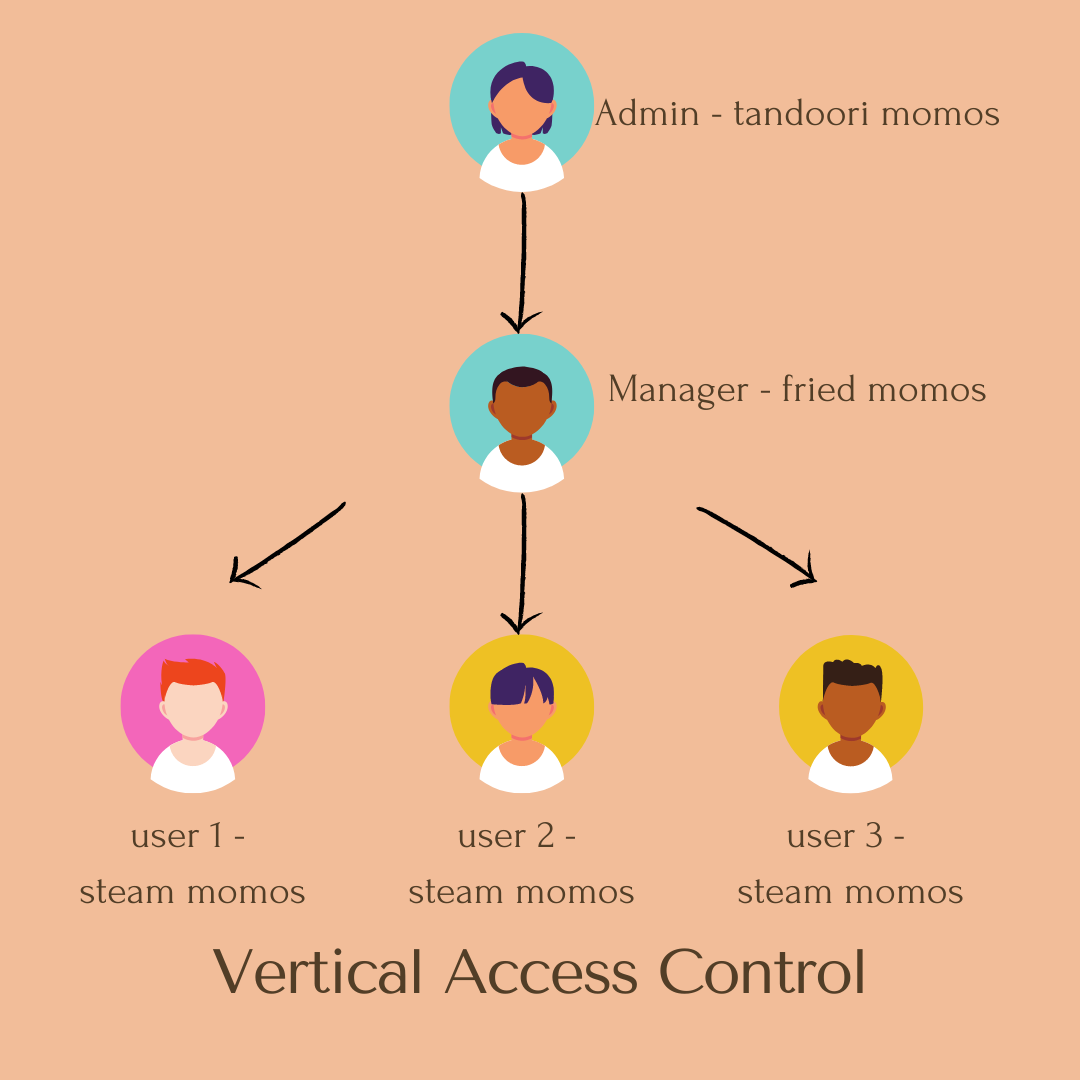 Admin - tandoori momos
Manager - fried momos
user 1 -
steam momos
user 2 -
steam momos
user 3 -
steam momos
Vertical Access Control